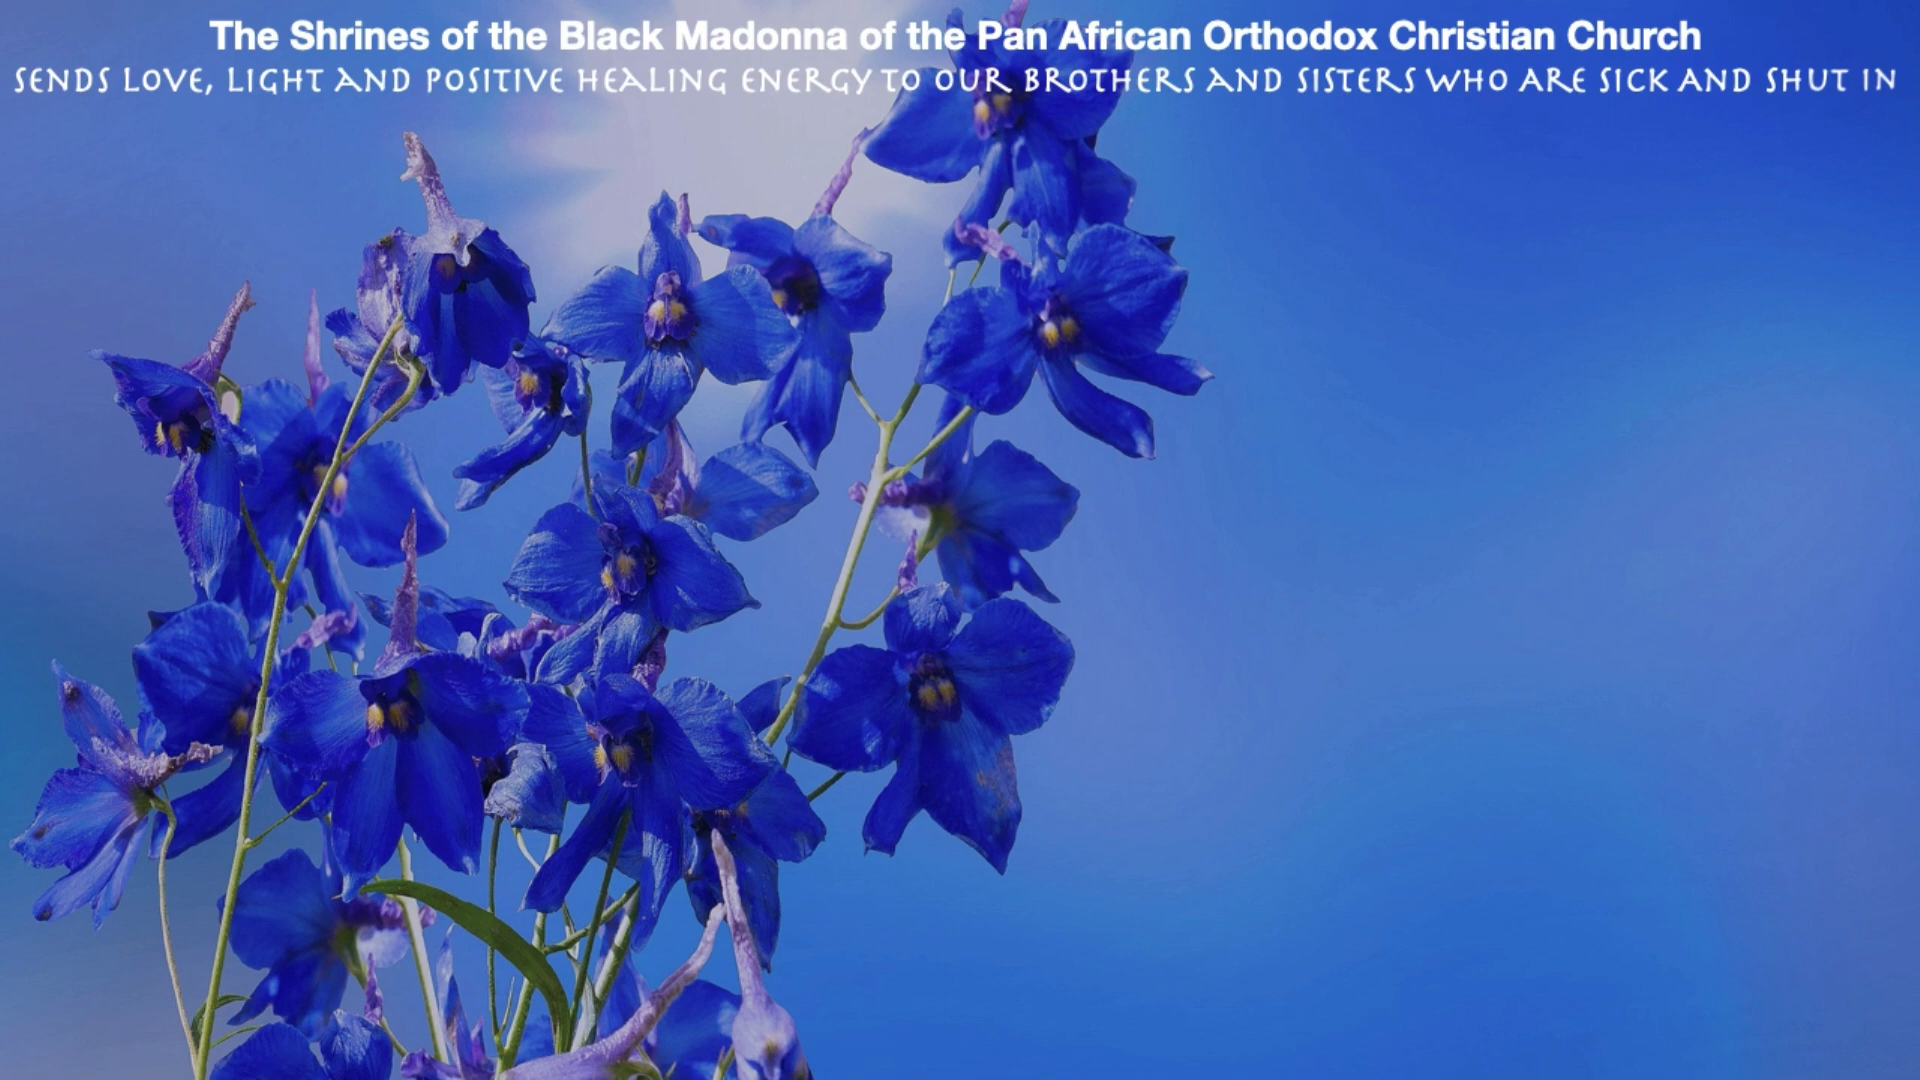 The Shrines of the Black Madonna of the Pan African Orthodox Christian Church
SENDS LOVE, LIGHT AND POSITIVE HEALING ENERGY TO OUR BROTHERS AND SISTERS WHO ARE SICK AND SHUT IN